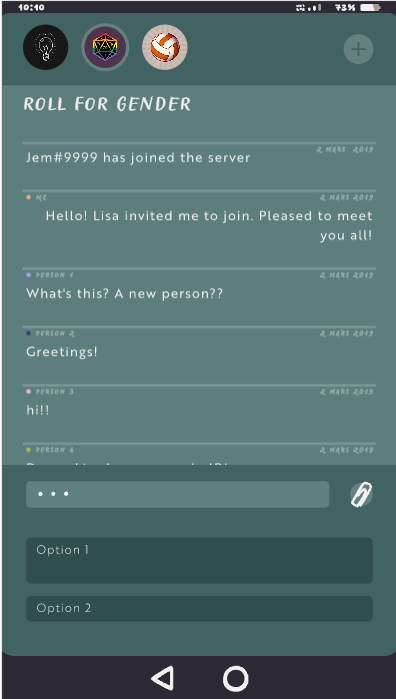 10:10
73%
ROLL FOR GENDER
2 MARS 2019
Jem#9999 has joined the server
ME
2 MARS 2019
Hello! Lisa invited me to join. Pleased to meet
you all!
PERSON 1
2 MARS 2019
What's this? A new person??
PERSON 2
2 MARS 2019
Greetings!
PERSON 3
2 MARS 2019
hi!!
PERSON 4
2 MARS 2019
Option 1
Option 2